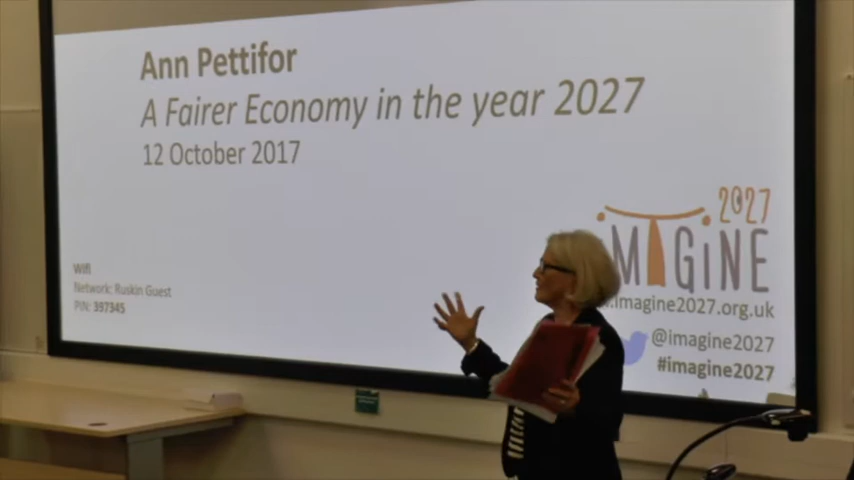 Ann Pettifor
A Fairer Economy in the year 2027
12 October 2017
2027
iMAGiNE
.imagine2027.org.uk
@imagine2027
#imagine2027
Wifi
Network: Ruskin Guest
PIN: 397345